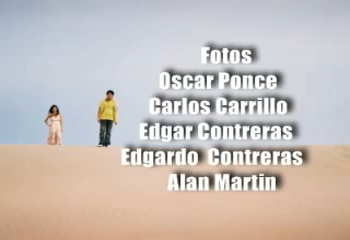 Fotos
Oscar Ponce
Carlos Carrillo
Edgar Contreras
Edgardo Contreras
Alan Martin